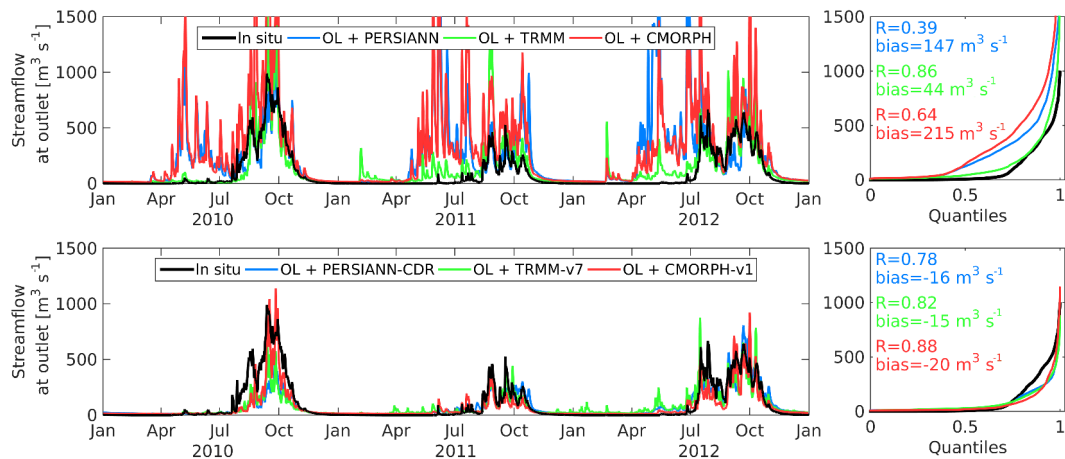 1500
In situ OL + PERSIANN OL + TRMM OL + CMORPH
1000
500
0
Streamflow
at outlet [m³ s⁻¹]
Jan Apr Jul Oct Jan Apr Jul Oct Jan Apr Jul Oct Jan
2010 2011 2012
1500
R=0.39
bias=147 m³ s⁻¹
R=0.86
bias=44 m³ s⁻¹
R=0.64
bias=215 m³ s⁻¹
1000
500
0
0 0.5 1
Quantiles
1500
In situ OL + PERSIANN-CDR OL + TRMM-v7 OL + CMORPH-v1
1000
500
0
Streamflow
at outlet [m³ s⁻¹]
Jan Apr Jul Oct Jan Apr Jul Oct Jan Apr Jul Oct Jan
2010 2011 2012
1500
R=0.78
bias=-16 m³ s⁻¹
R=0.82
bias=-15 m³ s⁻¹
R=0.88
bias=-20 m³ s⁻¹
1000
500
0
0 0.5 1
Quantiles